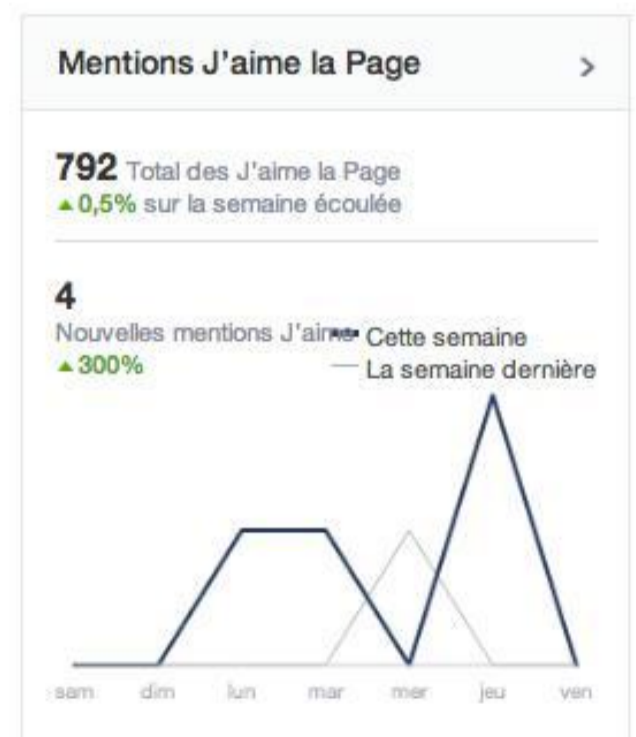 Mentions J'aime la Page
792 Total des J'aime la Page
0,5% sur la semaine écoulée
4
Nouvelles mentions J'aime
300%
Cette semaine
La semaine dernière
sam dim lun mar mer jeu ven